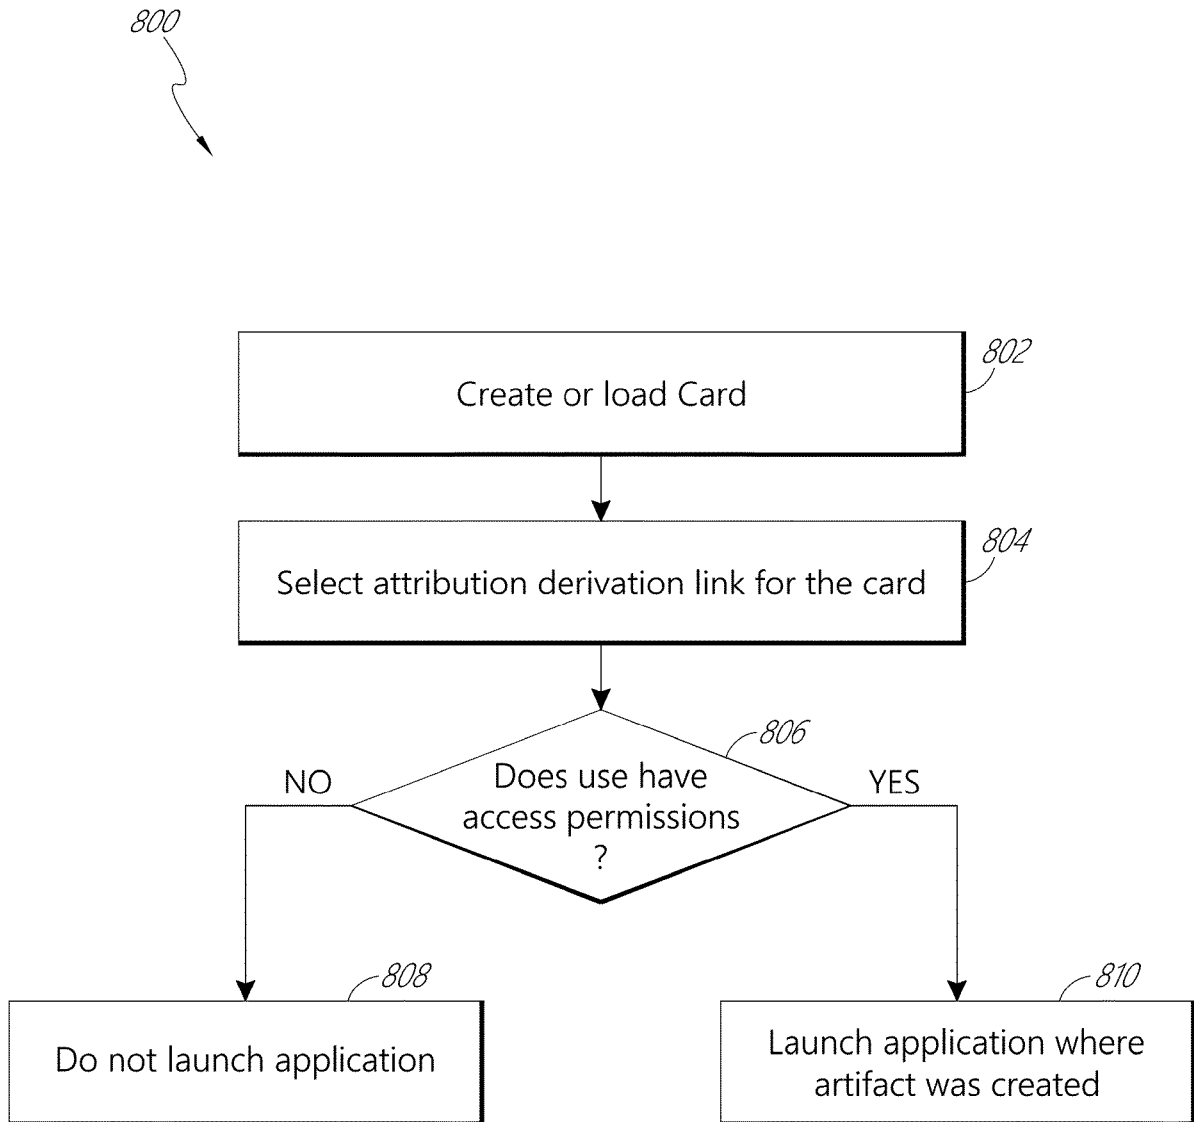 800
802
Create or load Card
804
Select attribution derivation link for the card
806
NO
Does use have
YES
access permissions
?
808
810
Do not launch application
Launch application where
artifact was created